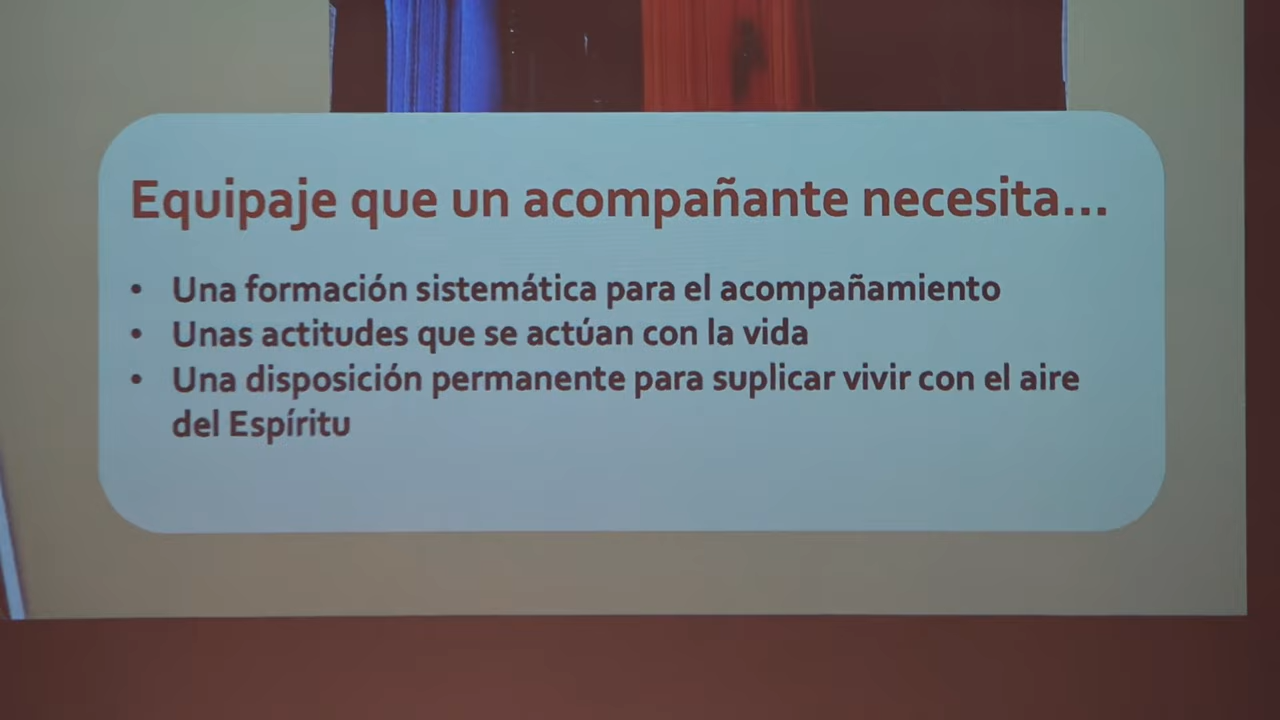 Equipaje que un acompañante necesita...
• Una formación sistemática para el acompañamiento
• Unas actitudes que se actúan con la vida
• Una disposición permanente para suplicar vivir con el aire
del Espíritu